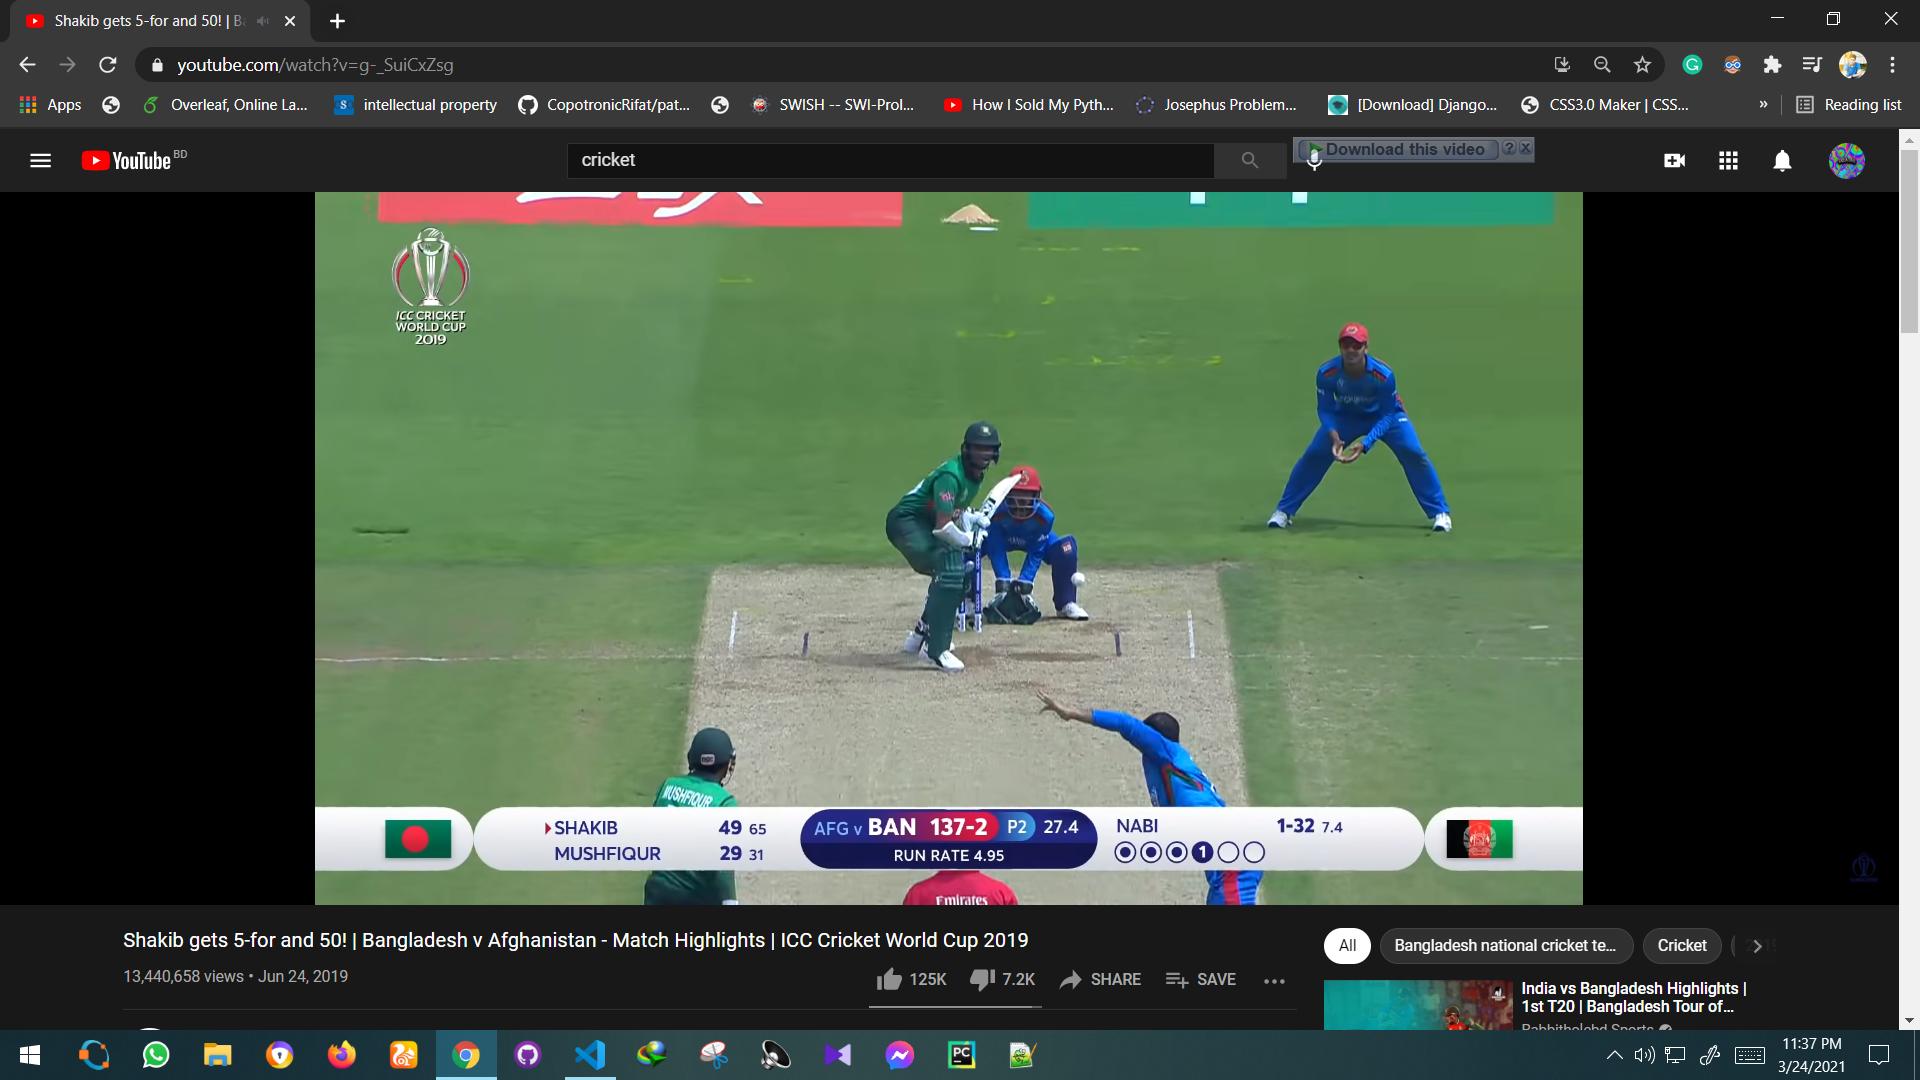 Shakib gets 5-for and 50! | B
youtube.com/watch?v=g-_SuiCxZsg
Apps
Overleaf, Online La...
intellectual property
CopotronicRifat/pat...
SWISH -- SWI-Prol...
How I Sold My Pyth...
Josephus Problem...
[Download] Django...
CSS3.0 Maker | CSS...
»
Reading list
YouTube BD
cricket
Download this video
ICC CRICKET
WORLD CUP
2019
MUSHFIQUR
SHAKIB 49 65
MUSHFIQUR 29 31
AFG v BAN 137-2 P2 27.4
RUN RATE 4.95
NABI 1-32 7.4
1
Emirates
Shakib gets 5-for and 50! | Bangladesh v Afghanistan - Match Highlights | ICC Cricket World Cup 2019
13,440,658 views • Jun 24, 2019
125K
7.2K
SHARE
SAVE
All
Bangladesh national cricket te...
Cricket
India vs Bangladesh Highlights |
1st T20 | Bangladesh Tour of...
Rabbitholebd Sports
11:37 PM
3/24/2021